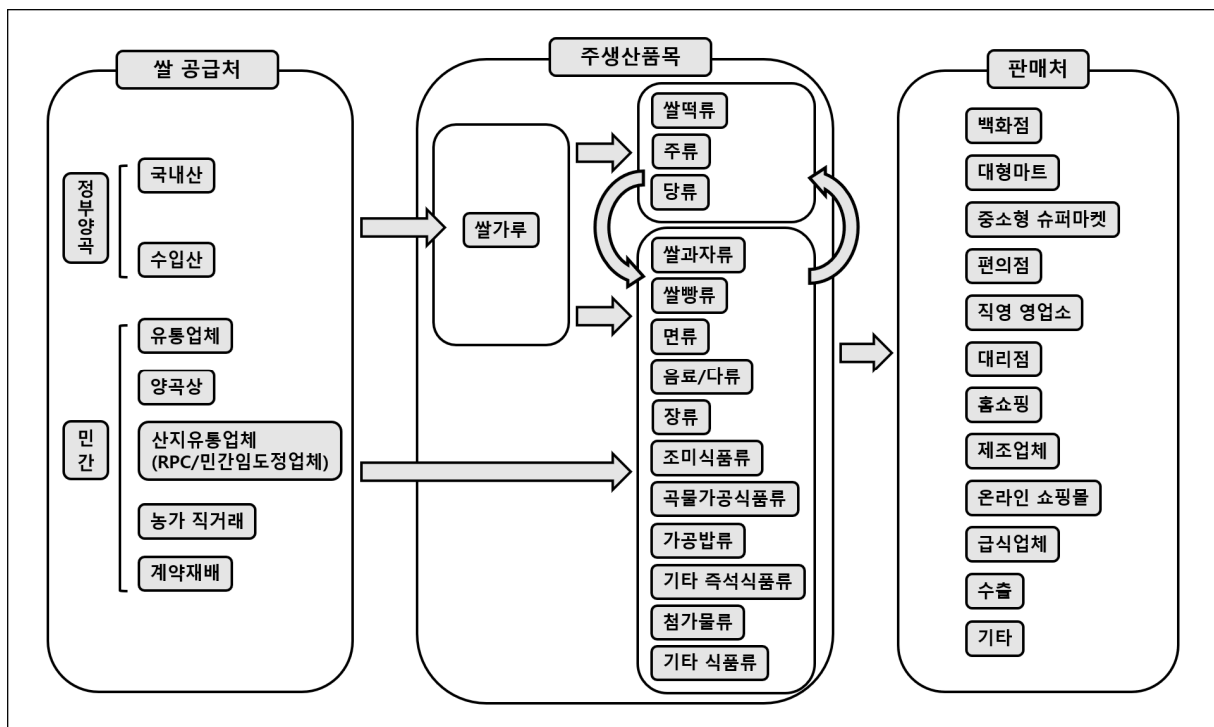 쌀 공급처
정부양곡
국내산
수입산
민간
유통업체
양곡상
산지유통업체
(RPC/민간임도정업체)
농가 직거래
계약재배
주생산품목
쌀가루
쌀떡류
주류
당류
쌀과자류
쌀빵류
면류
음료/다류
장류
조미식품류
곡물가공식품류
가공밥류
기타 즉석식품류
첨가물류
기타 식품류
판매처
백화점
대형마트
중소형 슈퍼마켓
편의점
직영 영업소
대리점
홈쇼핑
제조업체
온라인 쇼핑몰
급식업체
수출
기타